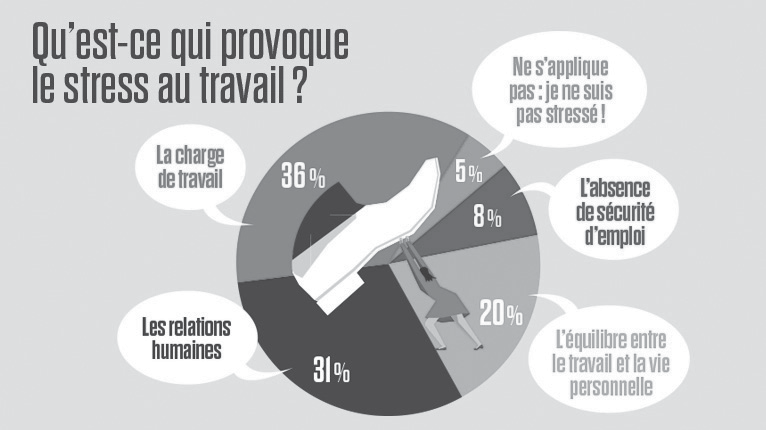 Qu'est-ce qui provoque
le stress au travail ?
Ne s'applique
pas : je ne suis
pas stressé !
La charge
de travail
36 %
5 %
L'absence
de sécurité
d'emploi
8 %
Les relations
humaines
31 %
20 %
L'équilibre entre
le travail et la vie
personnelle